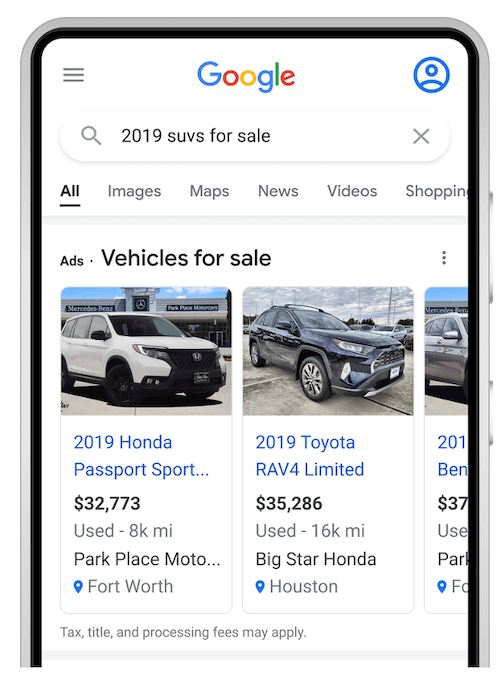 Google
2019 suvs for sale
All Images Maps News Videos Shopping
Ads · Vehicles for sale
Mercedes-Benz
Park Place Motorcars
Mercedes-Benz
2019 Honda
Passport Sport...
$32,773
Used - 8k mi
Park Place Moto...
Fort Worth
2019 Toyota
RAV4 Limited
$35,286
Used - 16k mi
Big Star Honda
Houston
201
Ben
$37
Use
Park
Fo
Tax, title, and processing fees may apply.